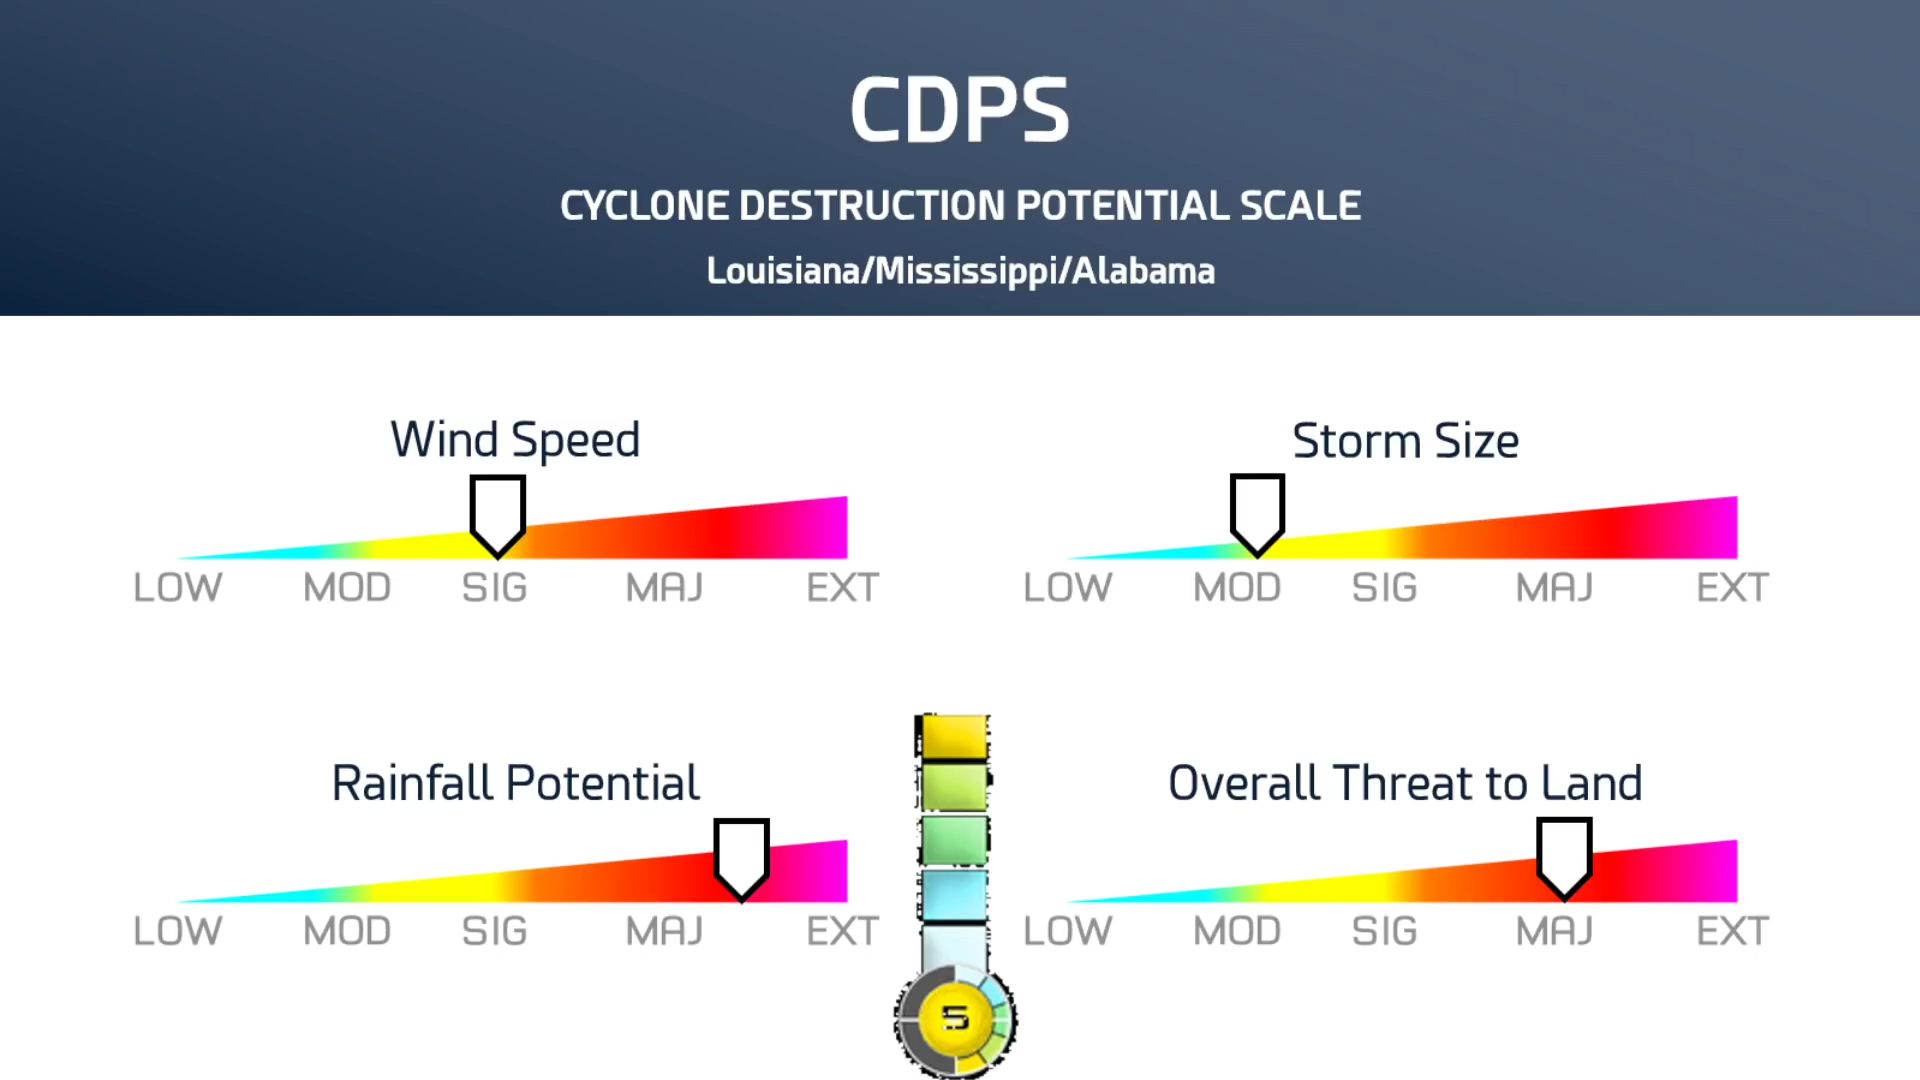 CDPS
CYCLONE DESTRUCTION POTENTIAL SCALE
Louisiana/Mississippi/Alabama
Wind Speed
LOW MOD SIG MAJ EXT
Storm Size
LOW MOD SIG MAJ EXT
Rainfall Potential
LOW MOD SIG MAJ EXT
Overall Threat to Land
LOW MOD SIG MAJ EXT
5